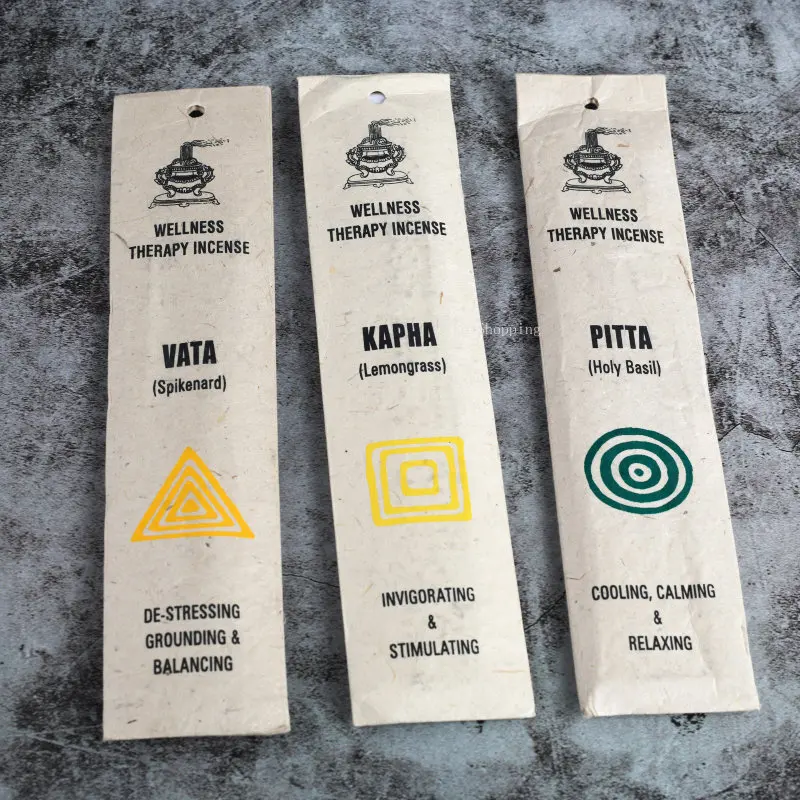 WELLNESS
THERAPY INCENSE
VATA
(Spikenard)
DE-STRESSING
GROUNDING &
BALANCING
WELLNESS
THERAPY INCENSE
KAPHA
(Lemongrass)
INVIGORATING
&
STIMULATING
WELLNESS
THERAPY INCENSE
PITTA
(Holy Basil)
COOLING, CALMING
&
RELAXING
shopping